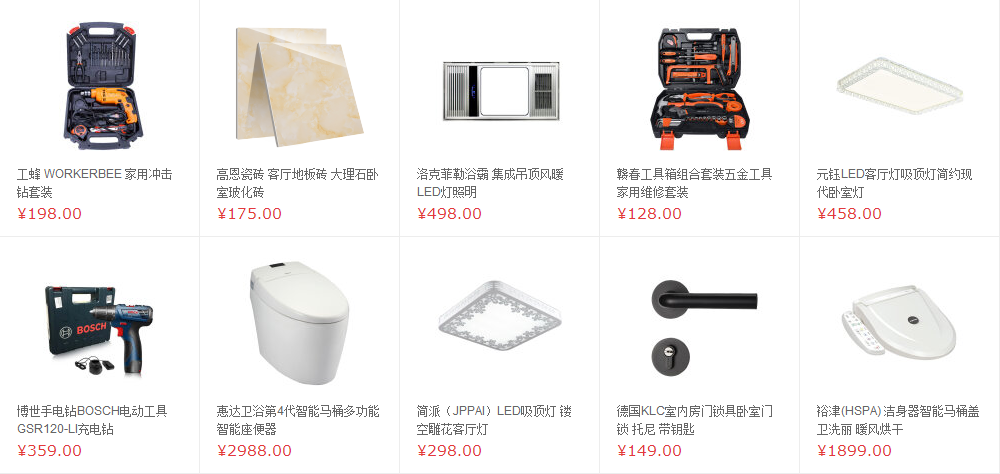 工蜂 WORKERBEE 家用冲击
钻套装
¥198.00
高恩瓷砖 客厅地板砖 大理石卧
室玻化砖
¥175.00
洛克菲勒浴霸 集成吊顶风暖
LED灯照明
¥498.00
赣春工具箱组合套装五金工具
家用维修套装
¥128.00
元钰LED客厅灯吸顶灯简约现
代卧室灯
¥458.00
BOSCH
博世手电钻BOSCH电动工具
GSR120-LI充电钻
¥359.00
惠达卫浴第4代智能马桶多功能
智能座便器
¥2988.00
简派（JPPAI）LED吸顶灯 镂
空雕花客厅灯
¥298.00
德国KLC室内房门锁具卧室门
锁 托尼 带钥匙
¥149.00
裕津(HSPA) 洁身器智能马桶盖
卫洗丽 暖风烘干
¥1899.00